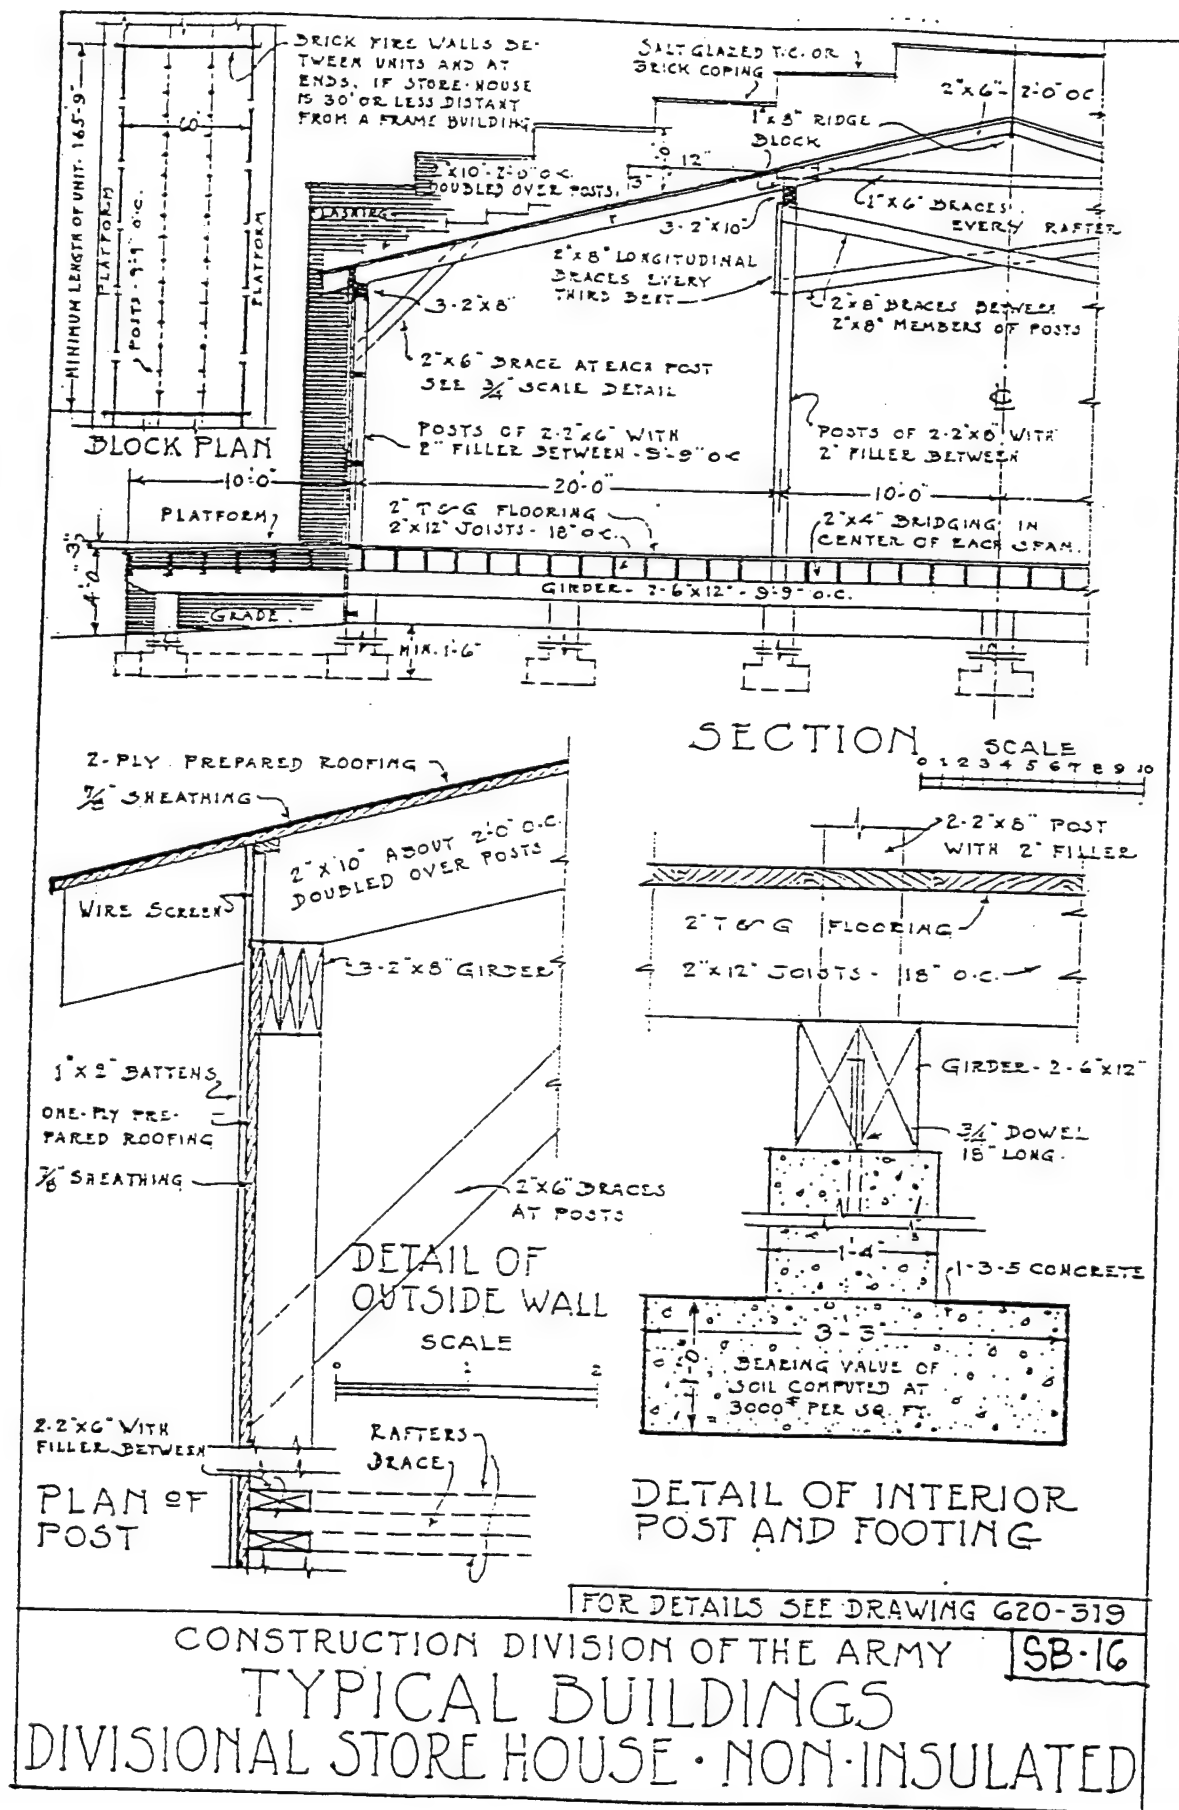 BRICK FIRE WALLS BE-
TWEEN UNITS AND AT
ENDS, IF STORE-HOUSE
IS 30' OR LESS DISTANT
FROM A FRAME BUILDING
MINIMUM LENGTH OF UNIT- 165'-9"
PLATFORM
POSTS - 9'-9" O.C.
60'
PLATFORM
BLOCK PLAN
SALT GLAZED T.C. OR
BRICK COPING
2"x6"- 2'-0" OC
1"x8" RIDGE
BLOCK
12"
"x10"-2'-0" O.C.
DOUBLED OVER POSTS.
3-2"x10"
1"x6" BRACES
EVERY RAFTER
2"x8" LONGITUDINAL
BRACES EVERY
THIRD BENT
3-2"x8"
2"x8" BRACES BETWEEN
2"x8" MEMBERS OF POSTS
2"x6" BRACE AT EACH POST
SEE 3/4" SCALE DETAIL
POSTS OF 2-2"x6" WITH
2" FILLER BETWEEN - 9'-9" O C
POSTS OF 2-2"x8" WITH
2" FILLER BETWEEN
10'-0"
20'-0"
10'-0"
PLATFORM
2" T & G FLOORING
2"x12" JOISTS- 18" O.C.
2"x4" BRIDGING IN
CENTER OF EACH SPAN.
3"
4'-0"
GIRDER- 2-6"x12" - 9'-9" O.C.
GRADE
MIN. 1'-6"
SECTION
SCALE
0 1 2 3 4 5 6 7 8 9 10
2-PLY PREPARED ROOFING
7/8" SHEATHING
2"x10" ABOUT 2'-0" O.C.
DOUBLED OVER POSTS
WIRE SCREEN
3-2"x8" GIRDER
1"x2" BATTENS
ONE-PLY PRE-
PARED ROOFING
7/8" SHEATHING
2"x6" BRACES
AT POSTS
DETAIL OF
OUTSIDE WALL
SCALE
0 1 2
2-2"x6" WITH
FILLER BETWEEN
RAFTERS
BRACE
PLAN OF
POST
2-2"x8" POST
WITH 2" FILLER
2" T & G FLOORING
2"x12" JOISTS- 18" O.C.
GIRDER- 2-6"x12"
3/4" DOWEL
18" LONG.
1'-4"
1-3-5 CONCRETE
3-3"
1'-0"
BEARING VALUE OF
SOIL COMPUTED AT
3000# PER SQ. FT.
DETAIL OF INTERIOR
POST AND FOOTING
FOR DETAILS SEE DRAWING 620-319
CONSTRUCTION DIVISION OF THE ARMY
SB-16
TYPICAL BUILDINGS
DIVISIONAL STORE HOUSE · NON-INSULATED